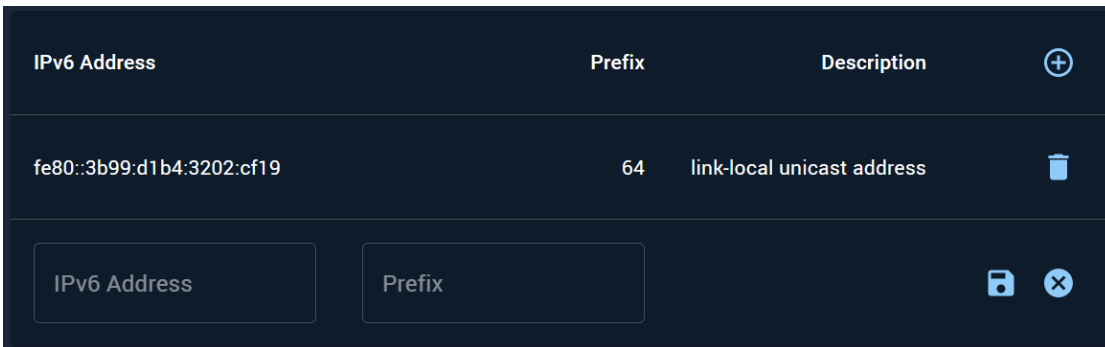 IPv6 Address Prefix Description
fe80::3b99:d1b4:3202:cf19 64 link-local unicast address
IPv6 Address Prefix